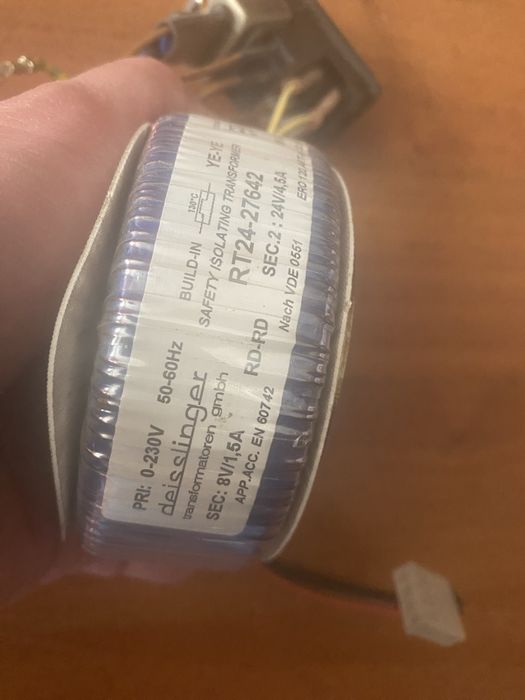 PRI: 0-230V 50-60Hz
BUILD-IN 130°C YE-YE
deisslinger
transformatoren gmbh
SAFETY ISOLATING TRANSFORMER
RT24-27642
SEC: 8V/1,5A RD-RD SEC.2 : 24V/4,5A
APP.ACC. EN 60742 Nach VDE 0551